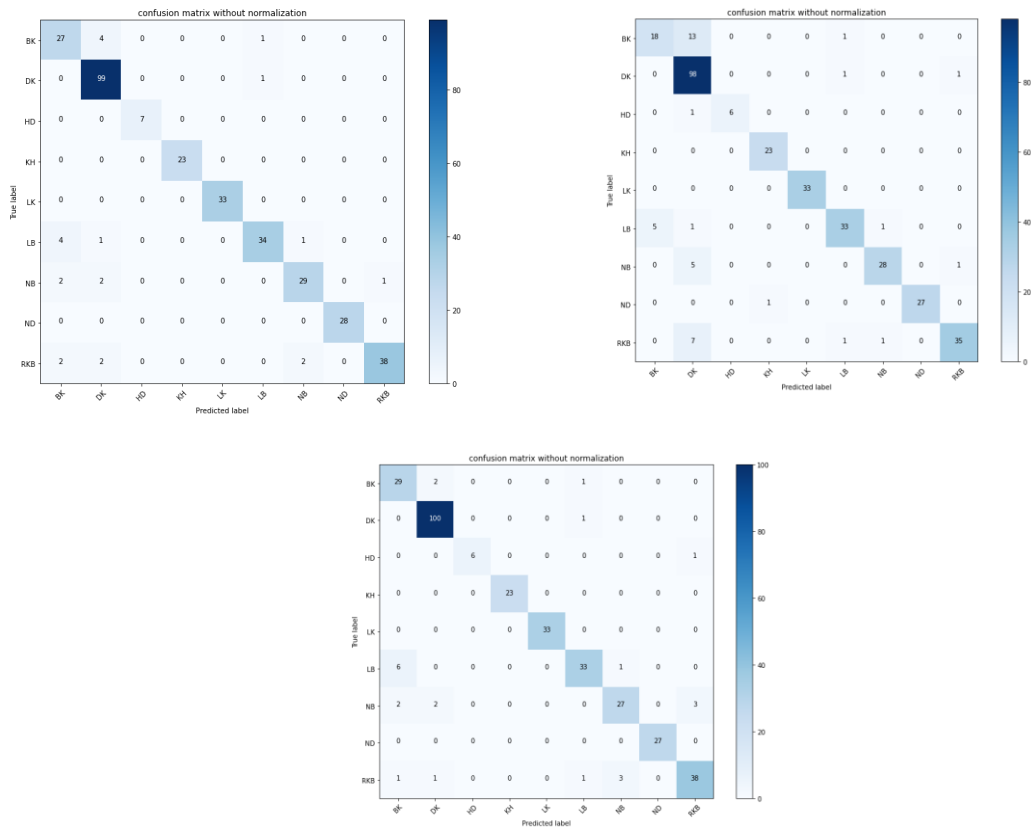 confusion matrix without normalization
BK 27 4 0 0 0 1 0 0 0
DK 0 99 0 0 0 1 0 0 0
HD 0 0 7 0 0 0 0 0 0
KH 0 0 0 23 0 0 0 0 0
LK 0 0 0 0 33 0 0 0 0
LB 4 1 0 0 0 34 1 0 0
NB 2 2 0 0 0 0 29 0 1
ND 0 0 0 0 0 0 0 28 0
RKB 2 2 0 0 0 0 2 0 38
True label
BK DK HD KH LK LB NB ND RKB
Predicted label
80
60
40
20
0
confusion matrix without normalization
BK 18 13 0 0 0 1 0 0 0
DK 0 98 0 0 0 1 0 0 1
HD 0 1 6 0 0 0 0 0 0
KH 0 0 0 23 0 0 0 0 0
LK 0 0 0 0 33 0 0 0 0
LB 5 1 0 0 0 33 1 0 0
NB 0 5 0 0 0 0 28 0 1
ND 0 0 0 1 0 0 0 27 0
RKB 0 7 0 0 0 1 1 0 35
True label
BK DK HD KH LK LB NB ND RKB
Predicted label
80
60
40
20
0
confusion matrix without normalization
BK 29 2 0 0 0 1 0 0 0
DK 0 100 0 0 0 1 0 0 0
HD 0 0 6 0 0 0 0 0 1
KH 0 0 0 23 0 0 0 0 0
LK 0 0 0 0 33 0 0 0 0
LB 6 0 0 0 0 33 1 0 0
NB 2 2 0 0 0 0 27 0 3
ND 0 0 0 0 0 0 0 27 0
RKB 1 1 0 0 0 1 3 0 38
True label
BK DK HD KH LK LB NB ND RKB
Predicted label
100
80
60
40
20
0